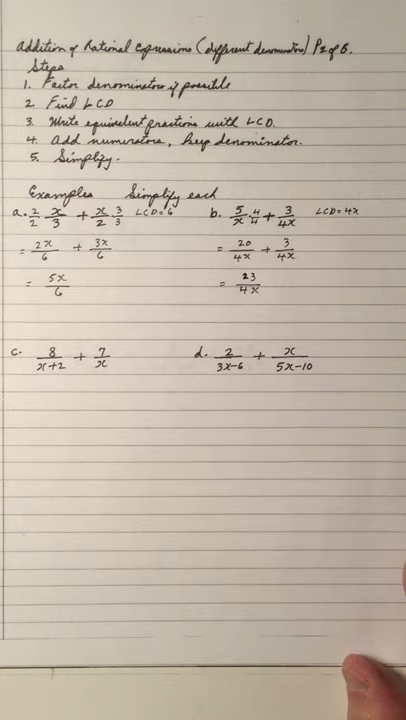 Addition of Rational Expressions (different denominators) P2 of 6.
Steps
1. Factor denominators if possible
2. Find LCD
3. Write equivalent fractions with LCD.
4. Add numerators, keep denominator.
5. Simplify.
Examples Simplify each
a. 2/2 x/3 + x/2 · 3/3 LCD=6
= 2x/6 + 3x/6
= 5x/6
b. 5/x · 4/4 + 3/4x LCD=4x
= 20/4x + 3/4x
= 23/4x
c. 8/x+2 + 7/x
d. 2/3x-6 + x/5x-10